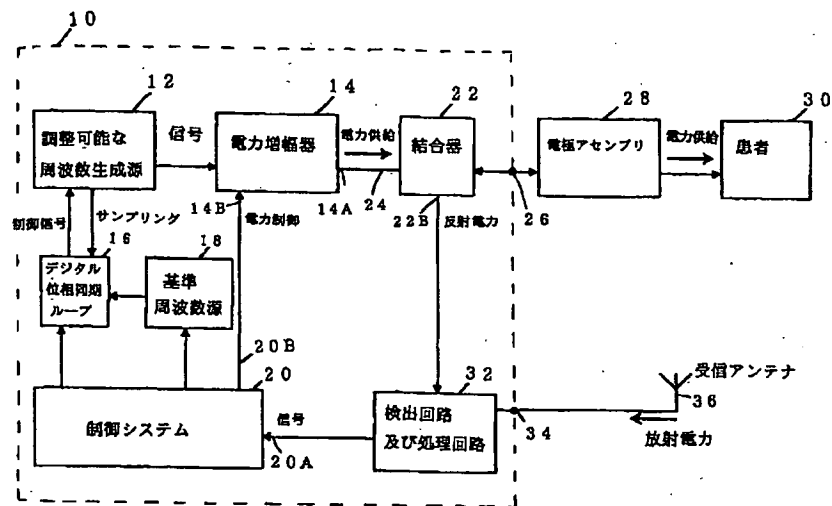 10
12
14
22
28
30
調整可能な
周波数生成源
信号
電力増幅器
電力供給
結合器
電極アセンブリ
電力供給
患者
14A
24
26
制御信号
サンプリング
14B
電力制御
22B
反射電力
16
デジタル
位相同期
ループ
18
基準
周波数源
20B
20
32
受信アンテナ
36
制御システム
信号
20A
検出回路
及び処理回路
34
放射電力